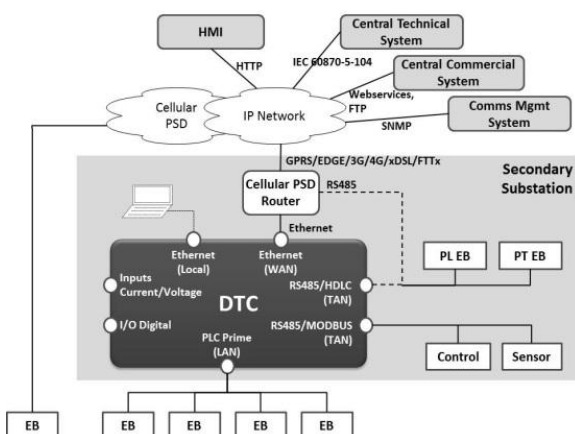 HMI
Central Technical
System
HTTP
IEC 60870-5-104
Cellular
PSD
IP Network
Central Commercial
System
Webservices,
FTP
SNMP
Comms Mgmt
System
GPRS/EDGE/3G/4G/xDSL/FTTx
Secondary
Substation
Cellular PSD
Router
RS485
Ethernet
Ethernet
(Local)
Ethernet
(WAN)
PL EB
PT EB
Inputs
Current/Voltage
DTC
RS485/HDLC
(TAN)
I/O Digital
PLC Prime
(LAN)
RS485/MODBUS
(TAN)
Control
Sensor
EB
EB
EB
EB
EB